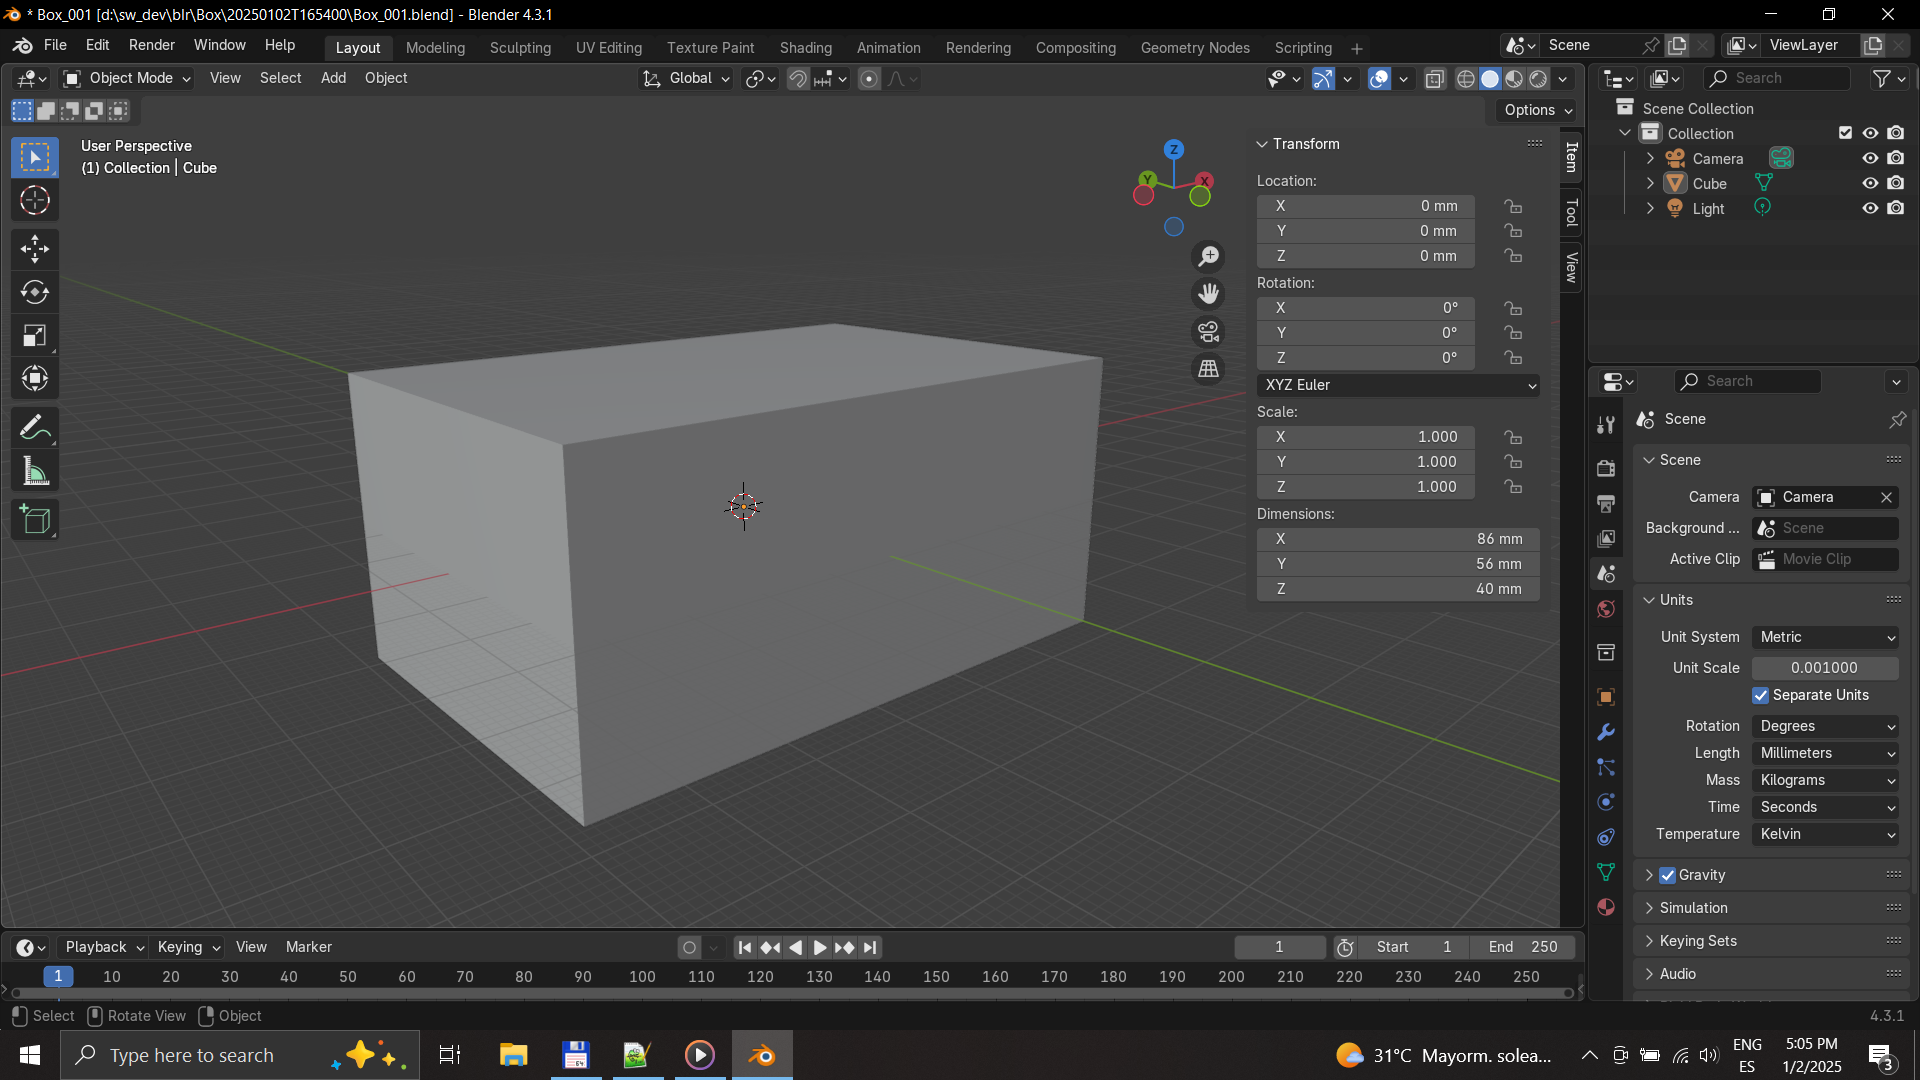 * Box_001 [d:\sw_dev\blr\Box\20250102T165400\Box_001.blend] - Blender 4.3.1
File Edit Render Window Help Layout Modeling Sculpting UV Editing Texture Paint Shading Animation Rendering Compositing Geometry Nodes Scripting + Scene ViewLayer
Object Mode View Select Add Object Global Search
Options
User Perspective
(1) Collection | Cube
Z
Y
X
Item
Tool
View
Transform
Location:
X 0 mm
Y 0 mm
Z 0 mm
Rotation:
X 0°
Y 0°
Z 0°
XYZ Euler
Scale:
X 1.000
Y 1.000
Z 1.000
Dimensions:
X 86 mm
Y 56 mm
Z 40 mm
Scene Collection
Collection
Camera
Cube
Light
Search
Scene
Scene
Camera Camera
Background ... Scene
Active Clip Movie Clip
Units
Unit System Metric
Unit Scale 0.001000
Separate Units
Rotation Degrees
Length Millimeters
Mass Kilograms
Time Seconds
Temperature Kelvin
Gravity
Simulation
Keying Sets
Audio
Playback Keying View Marker 1 Start 1 End 250
1 10 20 30 40 50 60 70 80 90 100 110 120 130 140 150 160 170 180 190 200 210 220 230 240 250
Select Rotate View Object 4.3.1
Type here to search 64 31°C Mayorm. solea... ENG ES 5:05 PM 1/2/2025 3